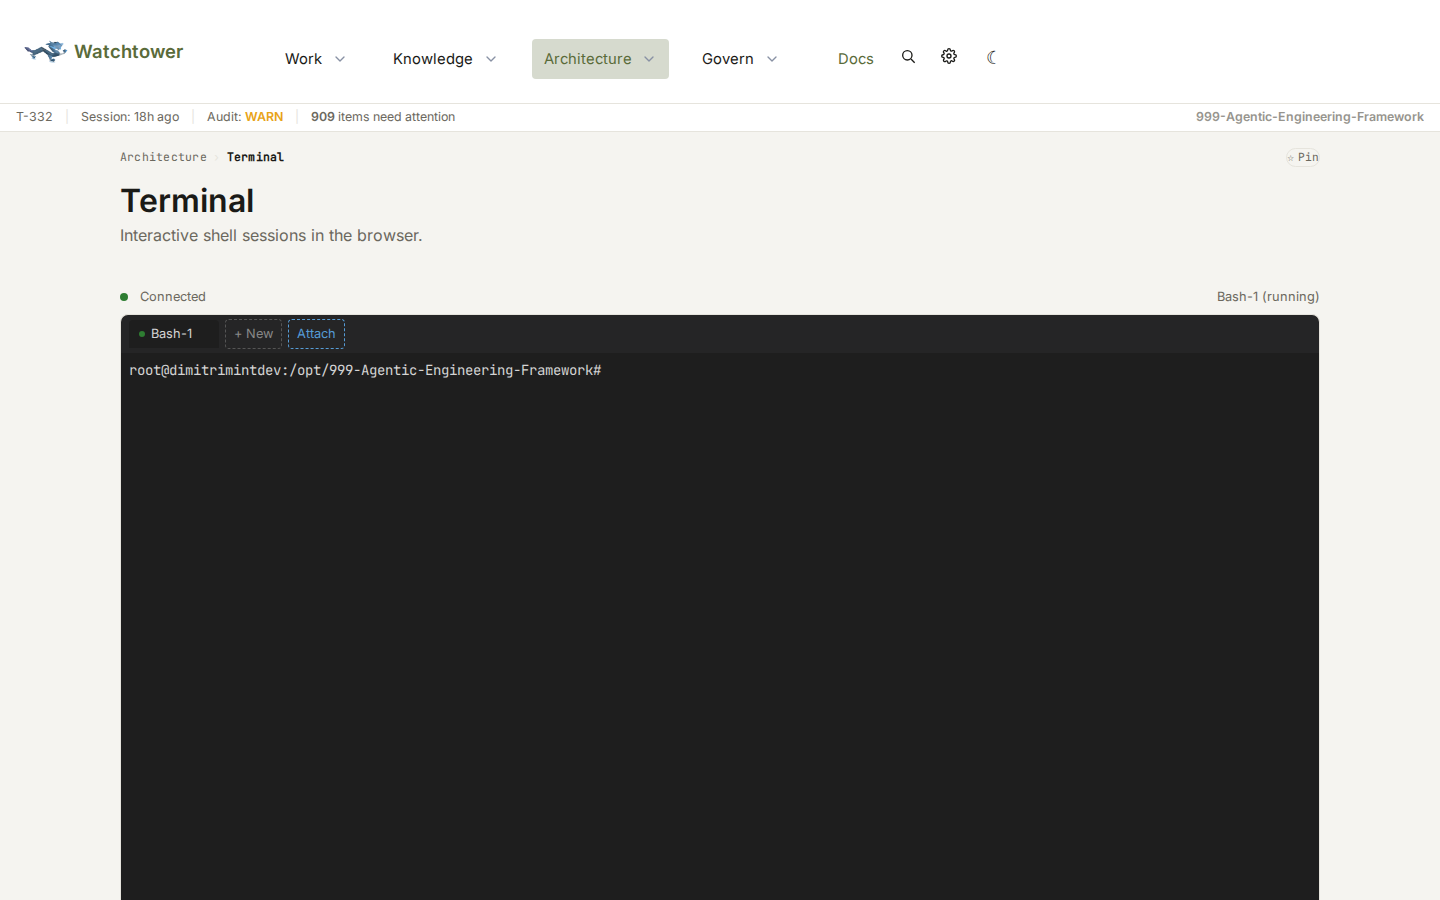 Watchtower
Work Knowledge Architecture Govern Docs
T-332 Session: 18h ago Audit: WARN 909 items need attention 999-Agentic-Engineering-Framework
Architecture › Terminal ☆ Pin
Terminal
Interactive shell sessions in the browser.
Connected Bash-1 (running)
Bash-1 + New Attach
root@dimitrimintdev:/opt/999-Agentic-Engineering-Framework#